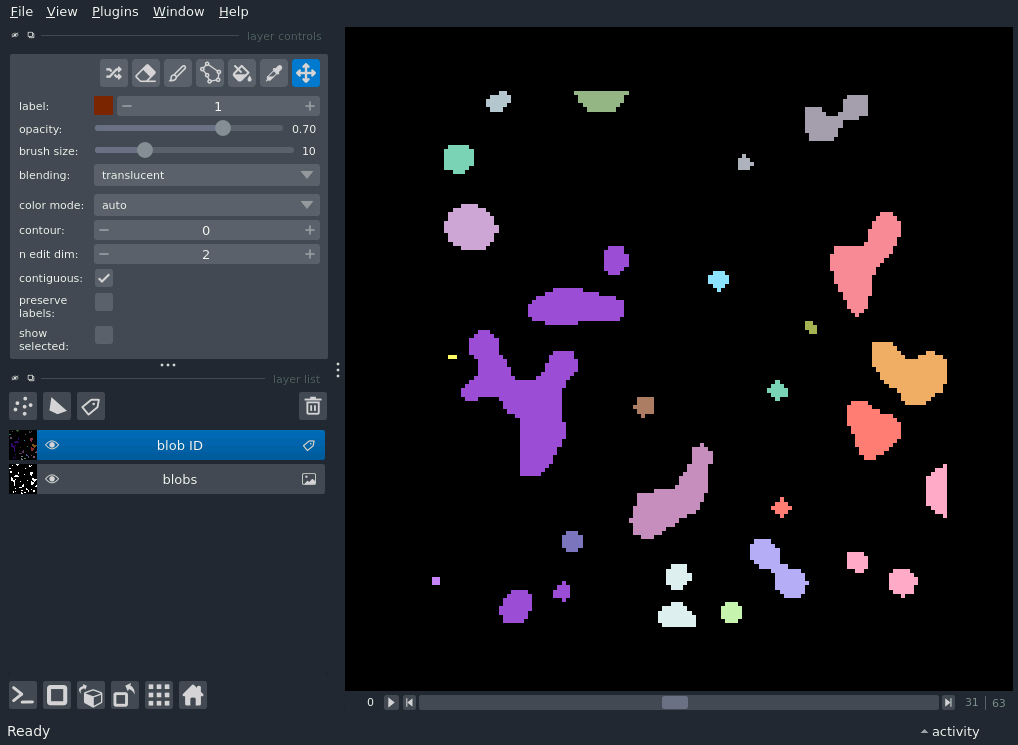 File View Plugins Window Help
layer controls
label: 1
opacity: 0.70
brush size: 10
blending: translucent
color mode: auto
contour: 0
n edit dim: 2
contiguous:
preserve
labels:
show
selected:
layer list
blob ID
blobs
0 31 63
Ready activity